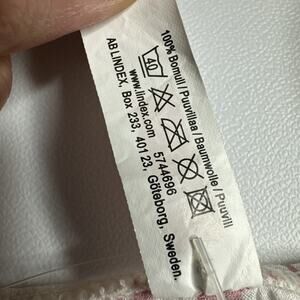 100% Bomull / Puuvillaa / Baumwolle / Puuvill
40
5744696
www.lindex.com
AB LINDEX, Box 233, 401 23, Göteborg, Sweden.